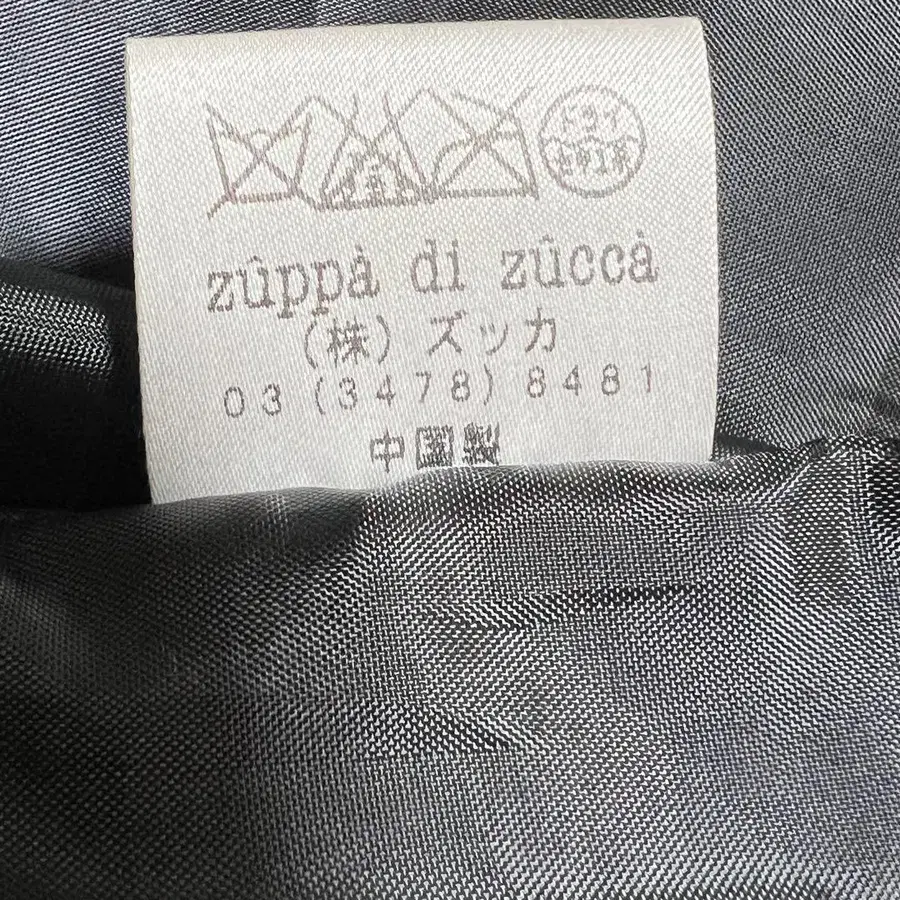 zûppà di zûccà
(株) ズッカ
03 (3478) 8481
中国製